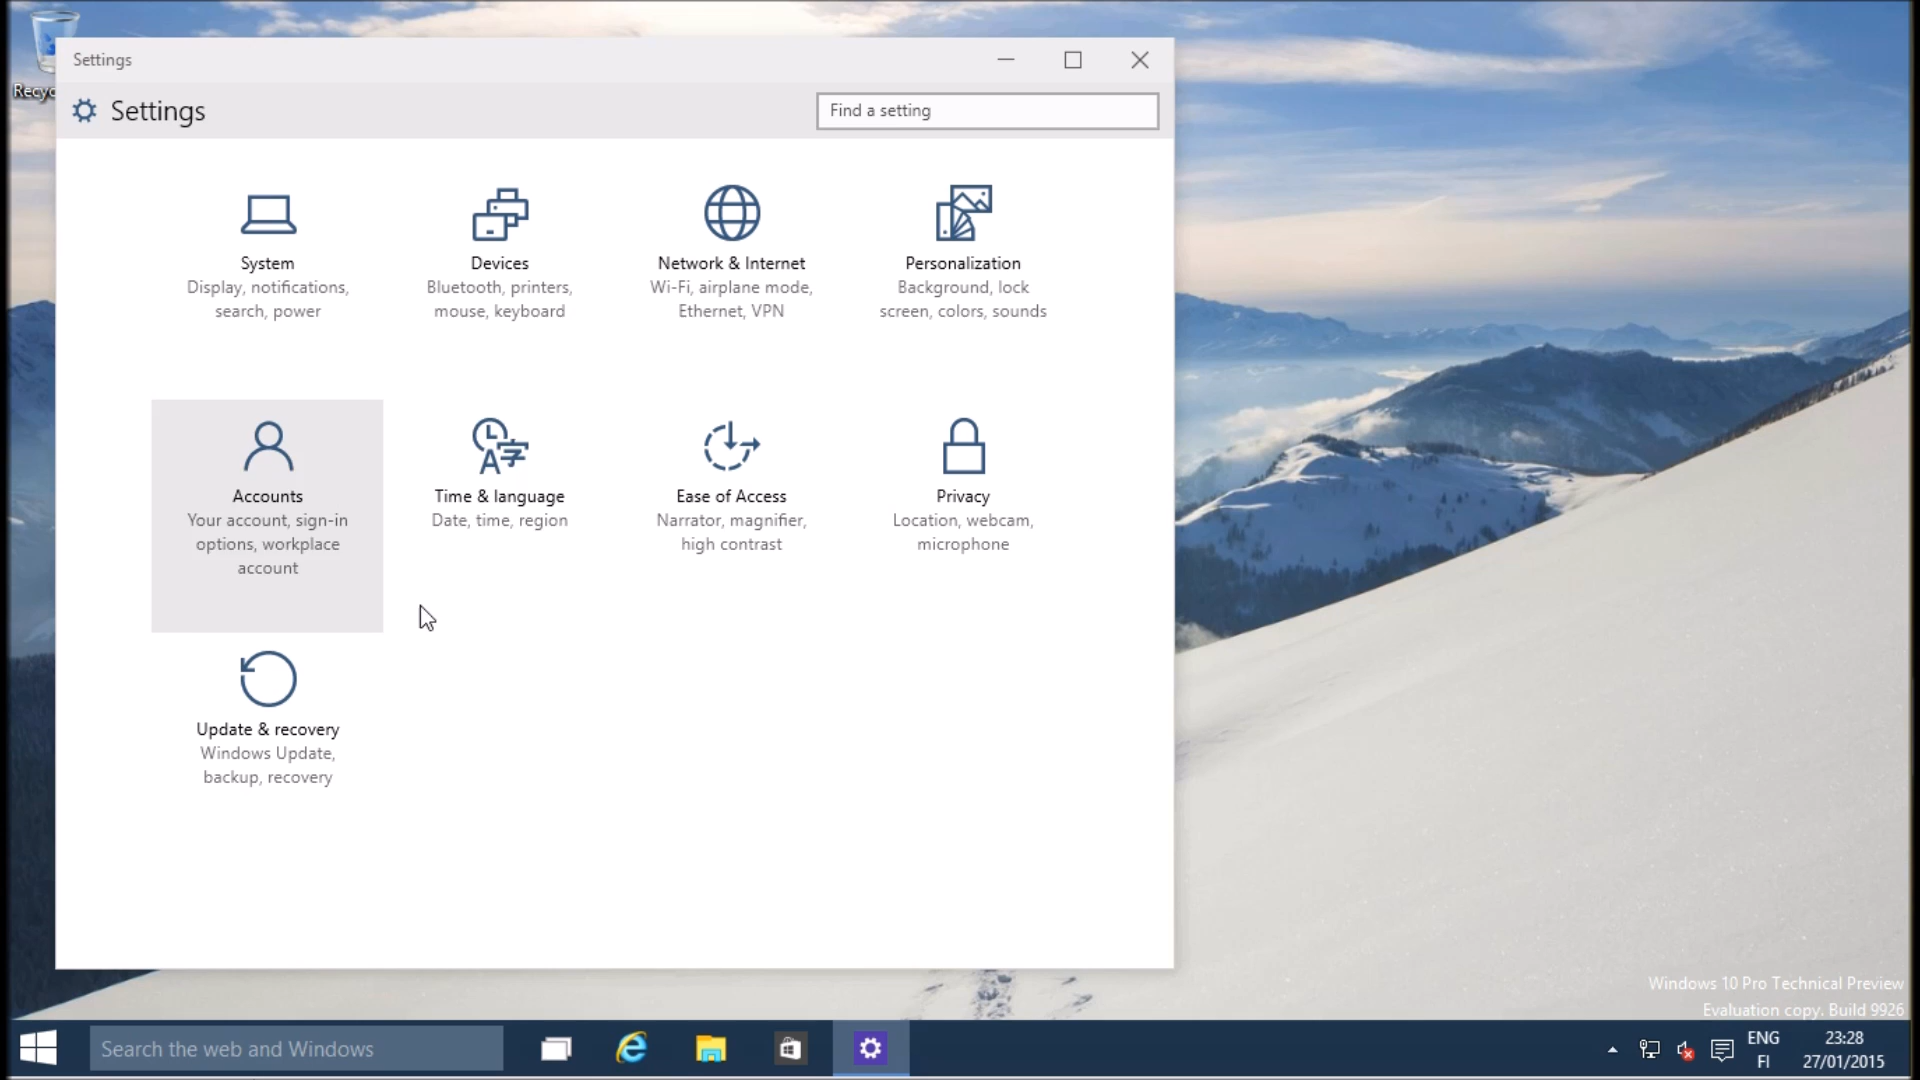 Recyc
Settings
Settings
Find a setting
System
Display, notifications,
search, power
Devices
Bluetooth, printers,
mouse, keyboard
Network & Internet
Wi-Fi, airplane mode,
Ethernet, VPN
Personalization
Background, lock
screen, colors, sounds
Accounts
Your account, sign-in
options, workplace
account
Time & language
Date, time, region
Ease of Access
Narrator, magnifier,
high contrast
Privacy
Location, webcam,
microphone
Update & recovery
Windows Update,
backup, recovery
Windows 10 Pro Technical Preview
Evaluation copy. Build 9926
Search the web and Windows
ENG
FI
23:28
27/01/2015